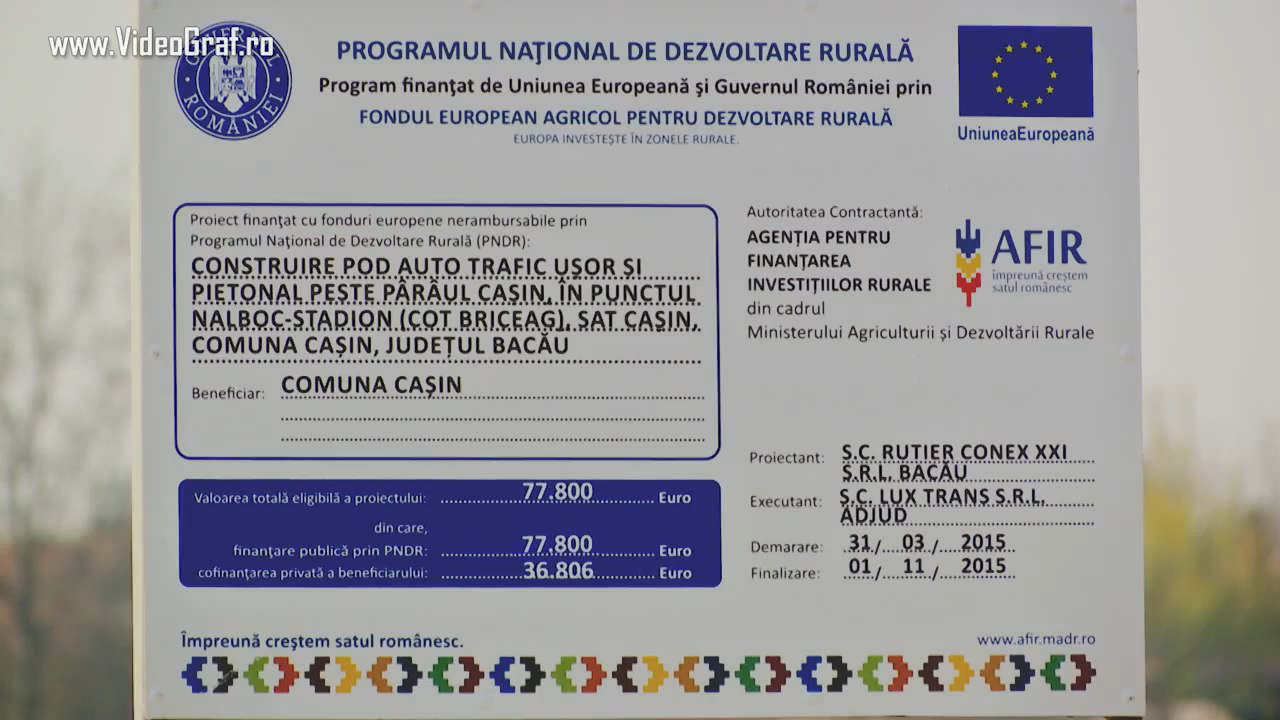 www.VideoGraf.ro
GUVERNUL ROMÂNIEI
PROGRAMUL NAŢIONAL DE DEZVOLTARE RURALĂ
Program finanţat de Uniunea Europeană şi Guvernul României prin
FONDUL EUROPEAN AGRICOL PENTRU DEZVOLTARE RURALĂ
EUROPA INVESTEŞTE ÎN ZONELE RURALE.
UniuneaEuropeană
Proiect finanţat cu fonduri europene nerambursabile prin
Programul Naţional de Dezvoltare Rurală (PNDR):
CONSTRUIRE POD AUTO TRAFIC UŞOR ŞI
PIETONAL PESTE PÂRÂUL CAŞIN, ÎN PUNCTUL
NALBOC-STADION (COT BRICEAG), SAT CAŞIN,
COMUNA CAŞIN, JUDEŢUL BACĂU
Beneficiar: COMUNA CAŞIN
Autoritatea Contractantă:
AGENŢIA PENTRU
FINANŢAREA
INVESTIŢIILOR RURALE
din cadrul
Ministerului Agriculturii şi Dezvoltării Rurale
AFIR
împreună creştem
satul românesc
Valoarea totală eligibilă a proiectului: 77.800 Euro
din care,
finanţare publică prin PNDR: 77.800 Euro
cofinanţarea privată a beneficiarului: 36.806 Euro
Proiectant: S.C. RUTIER CONEX XXI
S.R.L. BACĂU
Executant: S.C. LUX TRANS S.R.L.
ADJUD
Demarare: 31/ 03 / 2015
Finalizare: 01/ 11 / 2015
Împreună creştem satul românesc.
www.afir.madr.ro